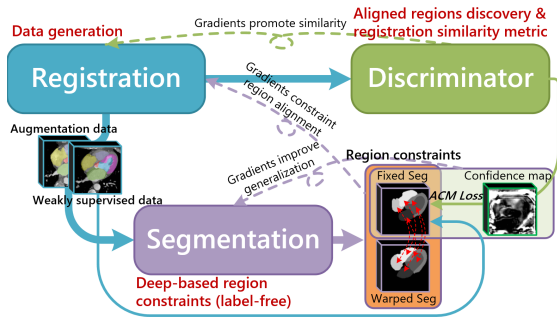 Data generation
Gradients promote similarity
Aligned regions discovery &
registration similarity metric
Registration
Discriminator
Gradients constraint
region alignment
Augmentation data
Weakly supervised data
Gradients improve
generalization
Region constraints
Fixed Seg
Confidence map
ACM Loss
Segmentation
Warped Seg
Deep-based region
constraints (label-free)